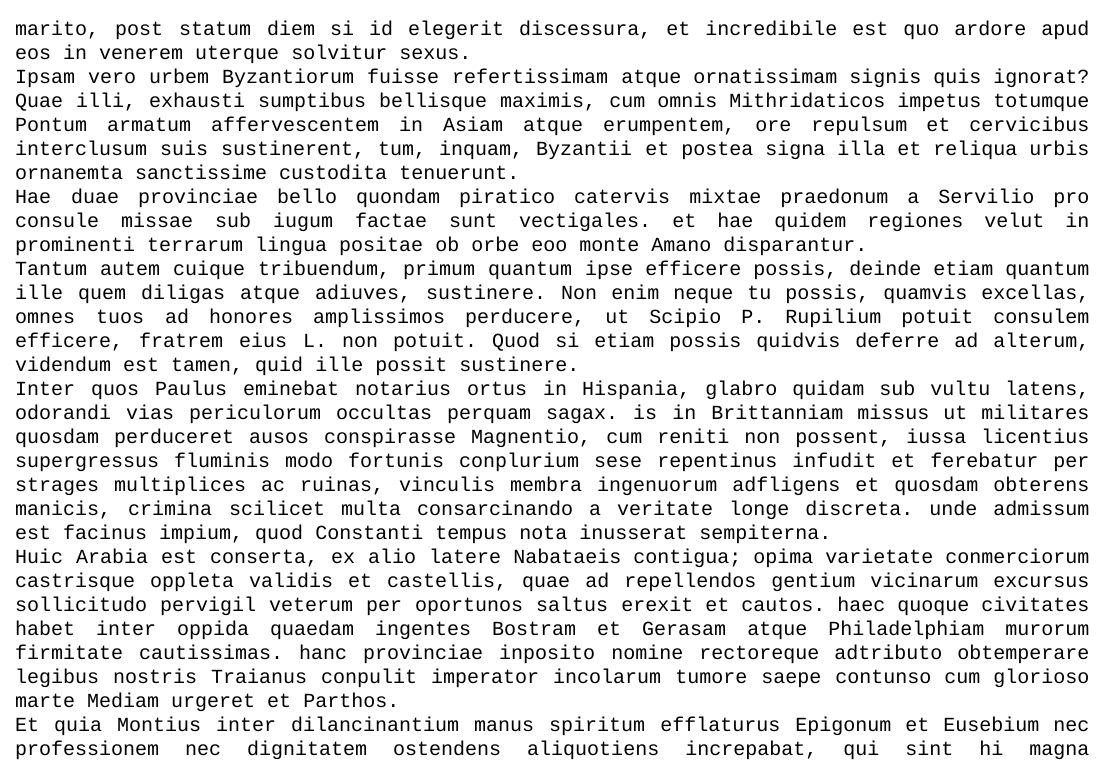 marito, post statum diem si id elegerit discessura, et incredibile est quo ardore apud
eos in venerem uterque solvitur sexus.
Ipsam vero urbem Byzantiorum fuisse refertissimam atque ornatissimam signis quis ignorat?
Quae illi, exhausti sumptibus bellisque maximis, cum omnis Mithridaticos impetus totumque
Pontum armatum affervescentem in Asiam atque erumpentem, ore repulsum et cervicibus
interclusum suis sustinerent, tum, inquam, Byzantii et postea signa illa et reliqua urbis
ornanemta sanctissime custodita tenuerunt.
Hae duae provinciae bello quondam piratico catervis mixtae praedonum a Servilio pro
consule missae sub iugum factae sunt vectigales. et hae quidem regiones velut in
prominenti terrarum lingua positae ob orbe eoo monte Amano disparantur.
Tantum autem cuique tribuendum, primum quantum ipse efficere possis, deinde etiam quantum
ille quem diligas atque adiuves, sustinere. Non enim neque tu possis, quamvis excellas,
omnes tuos ad honores amplissimos perducere, ut Scipio P. Rupilium potuit consulem
efficere, fratrem eius L. non potuit. Quod si etiam possis quidvis deferre ad alterum,
videndum est tamen, quid ille possit sustinere.
Inter quos Paulus eminebat notarius ortus in Hispania, glabro quidam sub vultu latens,
odorandi vias periculorum occultas perquam sagax. is in Brittanniam missus ut militares
quosdam perduceret ausos conspirasse Magnentio, cum reniti non possent, iussa licentius
supergressus fluminis modo fortunis conplurium sese repentinus infudit et ferebatur per
strages multiplices ac ruinas, vinculis membra ingenuorum adfligens et quosdam obterens
manicis, crimina scilicet multa consarcinando a veritate longe discreta. unde admissum
est facinus impium, quod Constanti tempus nota inusserat sempiterna.
Huic Arabia est conserta, ex alio latere Nabataeis contigua; opima varietate conmerciorum
castrisque oppleta validis et castellis, quae ad repellendos gentium vicinarum excursus
sollicitudo pervigil veterum per oportunos saltus erexit et cautos. haec quoque civitates
habet inter oppida quaedam ingentes Bostram et Gerasam atque Philadelphiam murorum
firmitate cautissimas. hanc provinciae inposito nomine rectoreque adtributo obtemperare
legibus nostris Traianus conpulit imperator incolarum tumore saepe contunso cum glorioso
marte Mediam urgeret et Parthos.
Et quia Montius inter dilancinantium manus spiritum efflaturus Epigonum et Eusebium nec
professionem nec dignitatem ostendens aliquotiens increpabat, qui sint hi magna